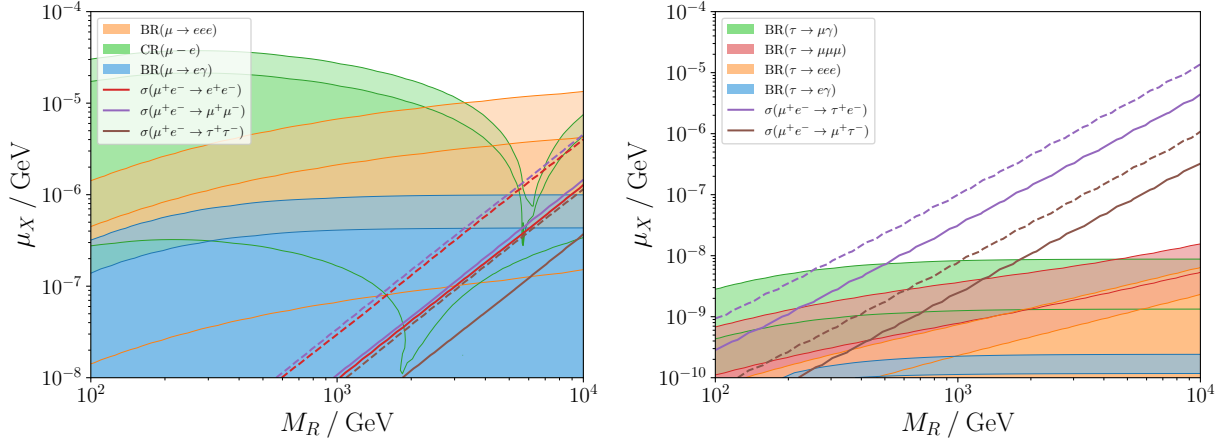 10⁻⁴
10⁻⁵
10⁻⁶
10⁻⁷
10⁻⁸
μ_X / GeV
BR(μ → eee)
CR(μ − e)
BR(μ → eγ)
σ(μ⁺e⁻ → e⁺e⁻)
σ(μ⁺e⁻ → μ⁺μ⁻)
σ(μ⁺e⁻ → τ⁺τ⁻)
10² 10³ 10⁴
M_R / GeV
10⁻⁴
10⁻⁵
10⁻⁶
10⁻⁷
10⁻⁸
10⁻⁹
10⁻¹⁰
μ_X / GeV
BR(τ → μγ)
BR(τ → μμμ)
BR(τ → eee)
BR(τ → eγ)
σ(μ⁺e⁻ → τ⁺e⁻)
σ(μ⁺e⁻ → μ⁺τ⁻)
10² 10³ 10⁴
M_R / GeV